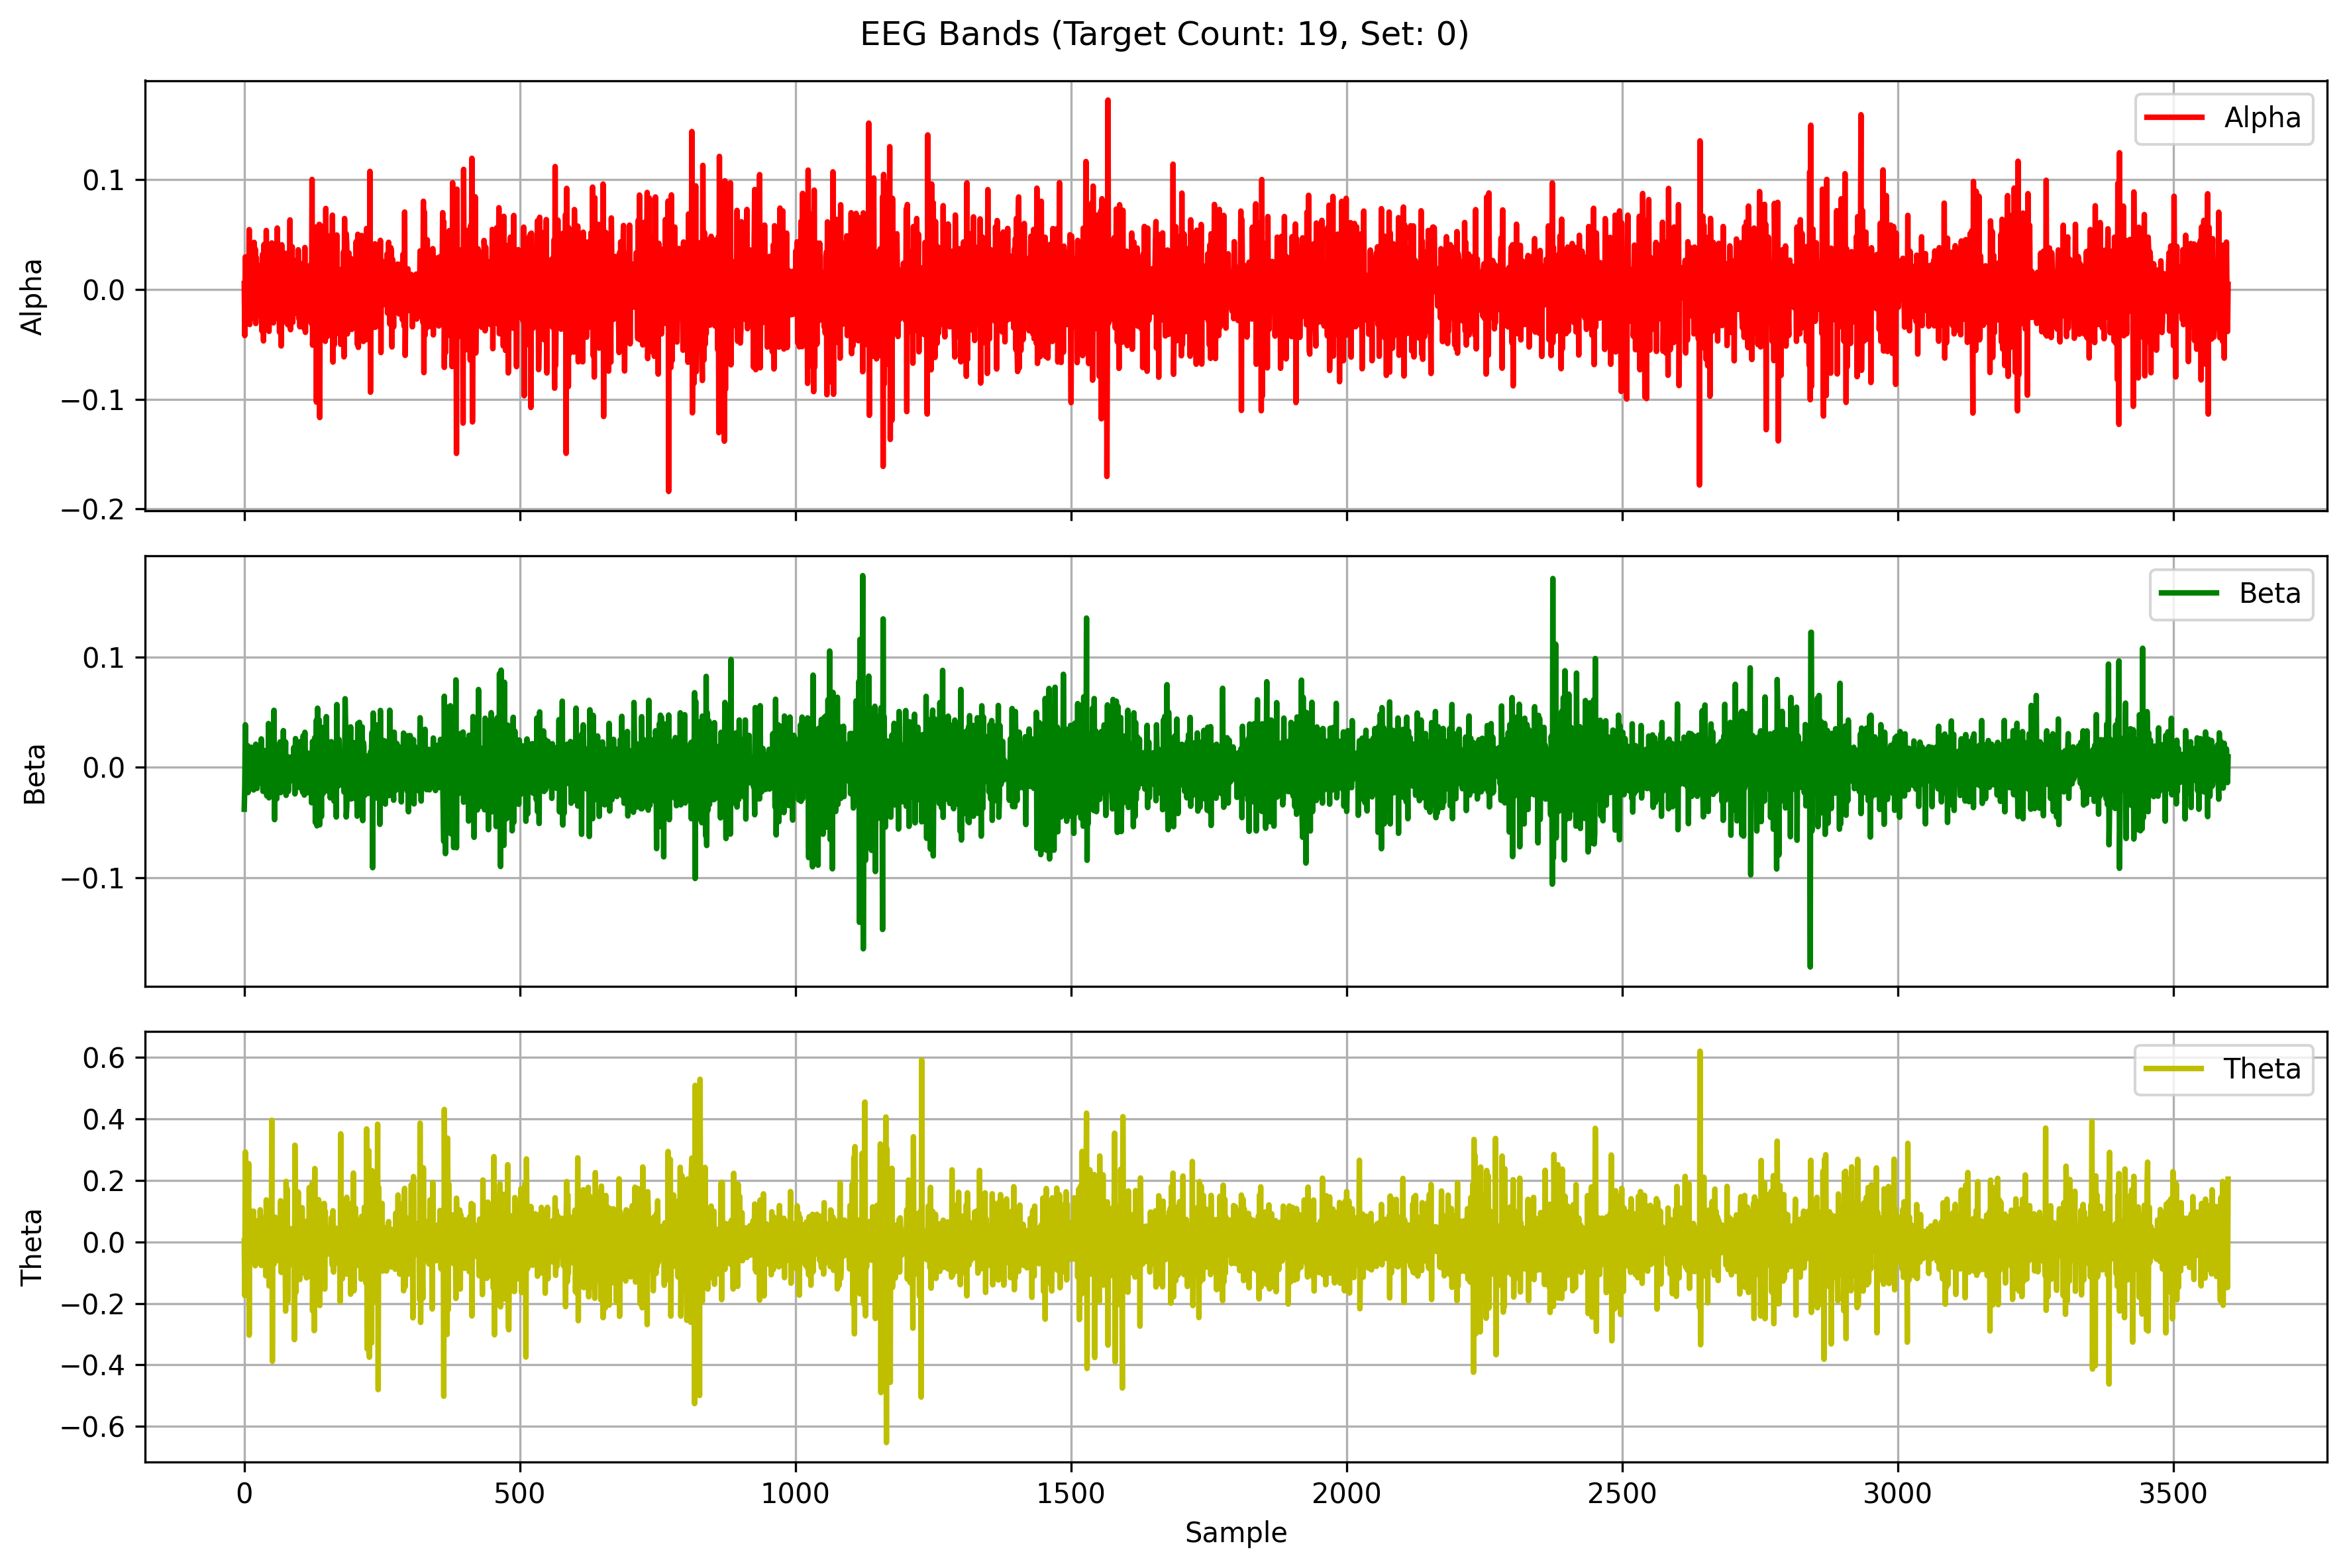 EEG Bands (Target Count: 19, Set: 0)
Alpha
0.1
0.0
−0.1
−0.2
Alpha
Beta
0.1
0.0
−0.1
Beta
Theta
0.6
0.4
0.2
0.0
−0.2
−0.4
−0.6
Theta
0 500 1000 1500 2000 2500 3000 3500
Sample